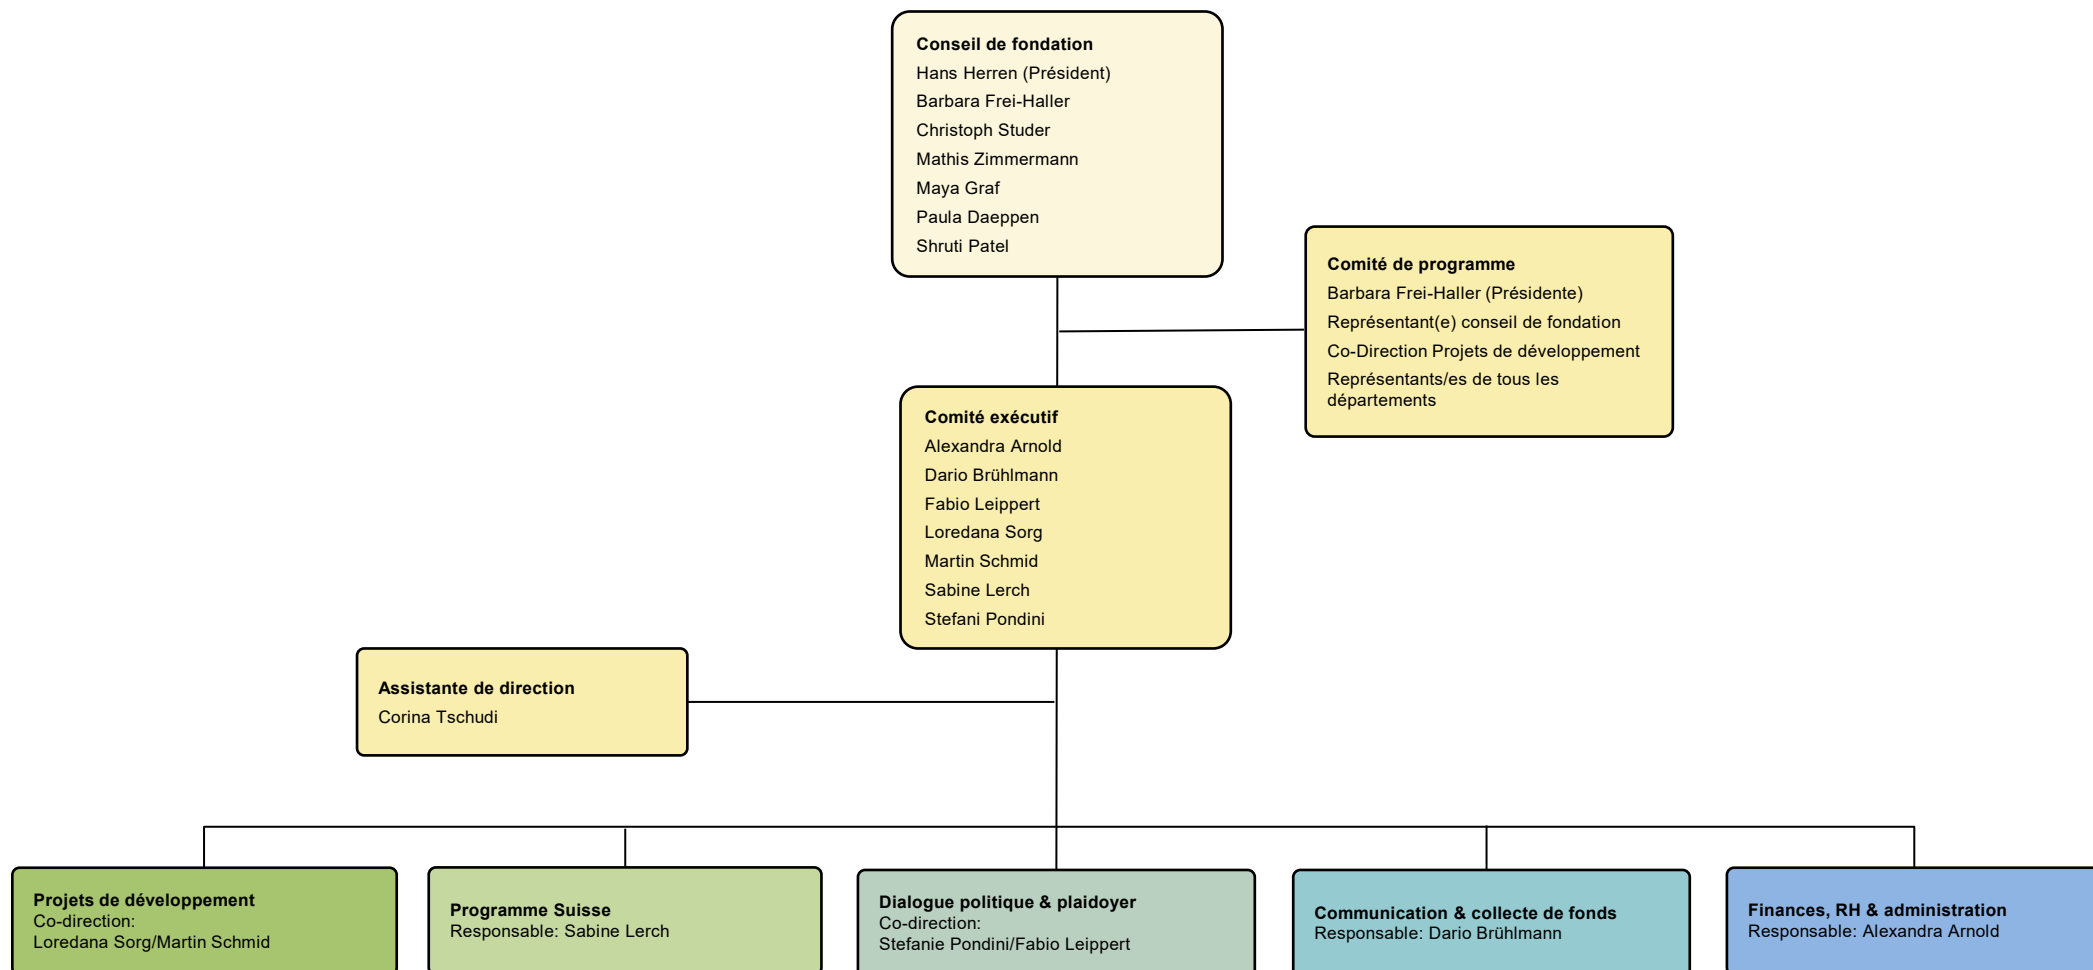 Conseil de fondation
Hans Herren (Président)
Barbara Frei-Haller
Christoph Studer
Mathis Zimmermann
Maya Graf
Paula Daeppen
Shruti Patel
Comité de programme
Barbara Frei-Haller (Présidente)
Représentant(e) conseil de fondation
Co-Direction Projets de développement
Représentants/es de tous les
départements
Comité exécutif
Alexandra Arnold
Dario Brühlmann
Fabio Leippert
Loredana Sorg
Martin Schmid
Sabine Lerch
Stefani Pondini
Assistante de direction
Corina Tschudi
Projets de développement
Co-direction:
Loredana Sorg/Martin Schmid
Programme Suisse
Responsable: Sabine Lerch
Dialogue politique & plaidoyer
Co-direction:
Stefanie Pondini/Fabio Leippert
Communication & collecte de fonds
Responsable: Dario Brühlmann
Finances, RH & administration
Responsable: Alexandra Arnold